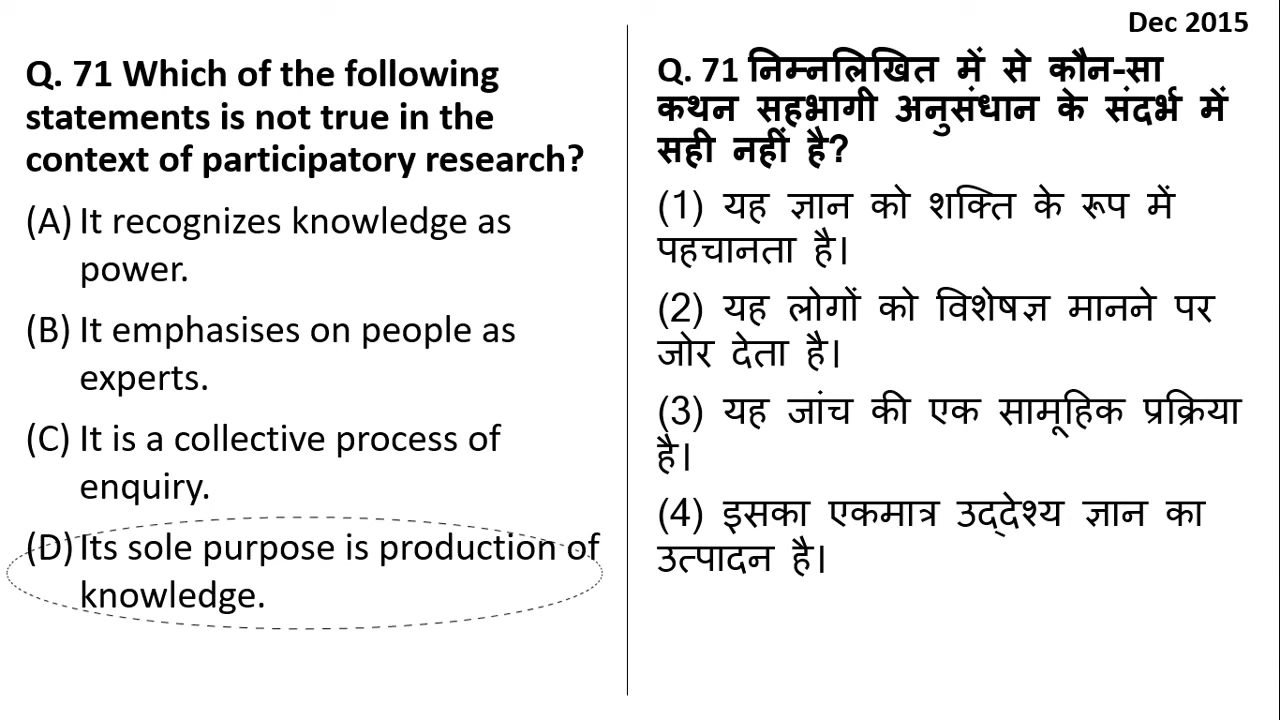 Dec 2015
Q. 71 Which of the following
statements is not true in the
context of participatory research?
(A) It recognizes knowledge as
power.
(B) It emphasises on people as
experts.
(C) It is a collective process of
enquiry.
(D) Its sole purpose is production of
knowledge.
Q. 71 निम्नलिखित में से कौन-सा
कथन सहभागी अनुसंधान के संदर्भ में
सही नहीं है?
(1) यह ज्ञान को शक्ति के रूप में
पहचानता है।
(2) यह लोगों को विशेषज्ञ मानने पर
जोर देता है।
(3) यह जांच की एक सामूहिक प्रक्रिया
है।
(4) इसका एकमात्र उद्देश्य ज्ञान का
उत्पादन है।